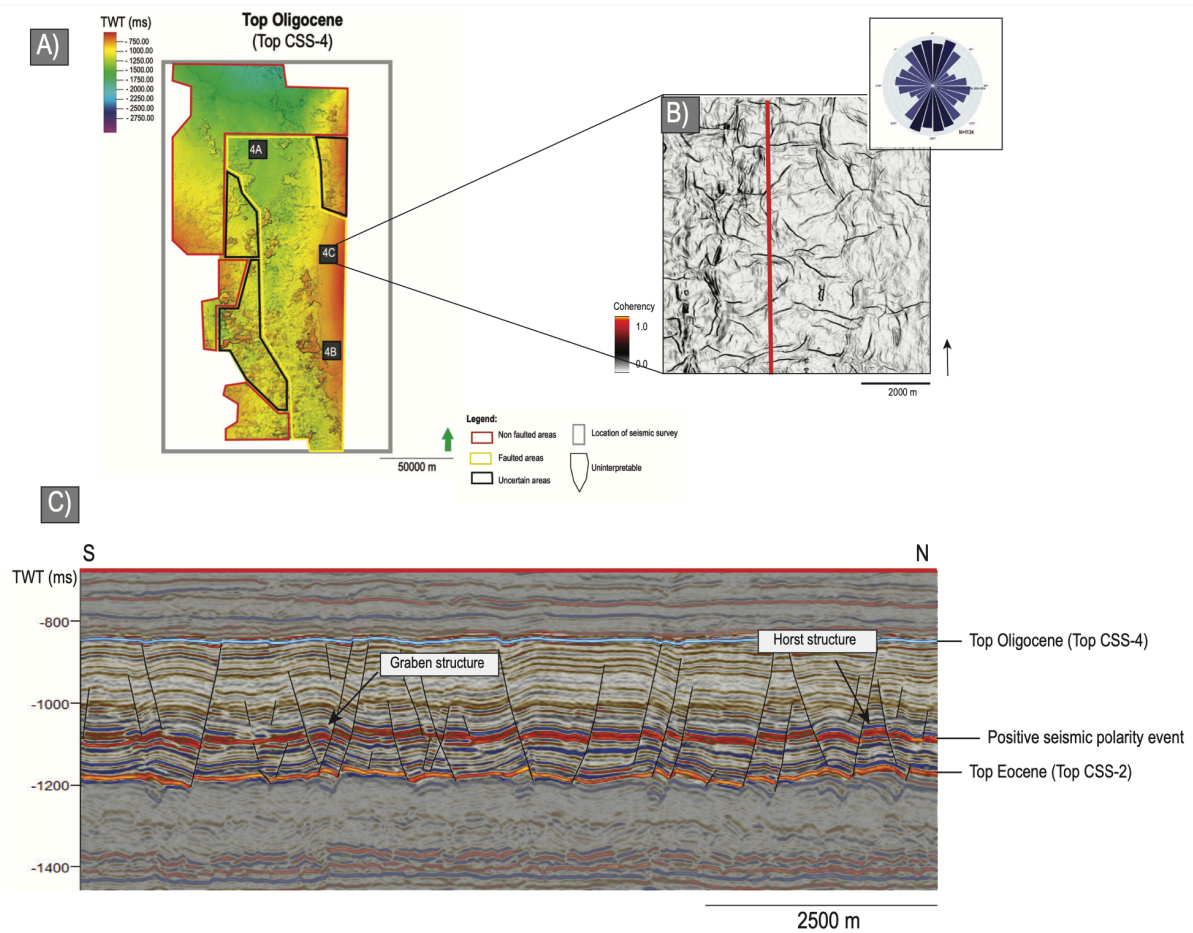 A)
TWT (ms)
- 750.00
- 1000.00
- 1250.00
- 1500.00
- 1750.00
- 2000.00
- 2250.00
- 2500.00
- 2750.00
Top Oligocene
(Top CSS-4)
4A
4C
4B
50000 m
Legend:
Non faulted areas
Faulted areas
Uncertain areas
Location of seismic survey
Uninterpretable
B)
N=1134
Coherency
1.0
0.0
2000 m
C)
S
N
TWT (ms)
-800
-1000
-1200
-1400
Graben structure
Horst structure
Top Oligocene (Top CSS-4)
Positive seismic polarity event
Top Eocene (Top CSS-2)
2500 m